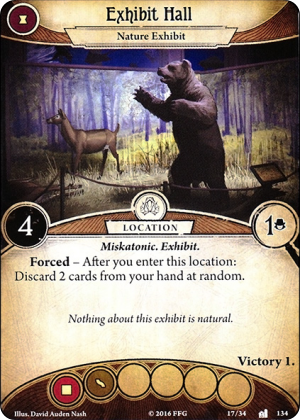 Exhibit Hall
Nature Exhibit
4
LOCATION
1
Miskatonic. Exhibit.
Forced – After you enter this location:
Discard 2 cards from your hand at random.
Nothing about this exhibit is natural.
Victory 1.
Illus. David Auden Nash
© 2016 FFG
17/34
134